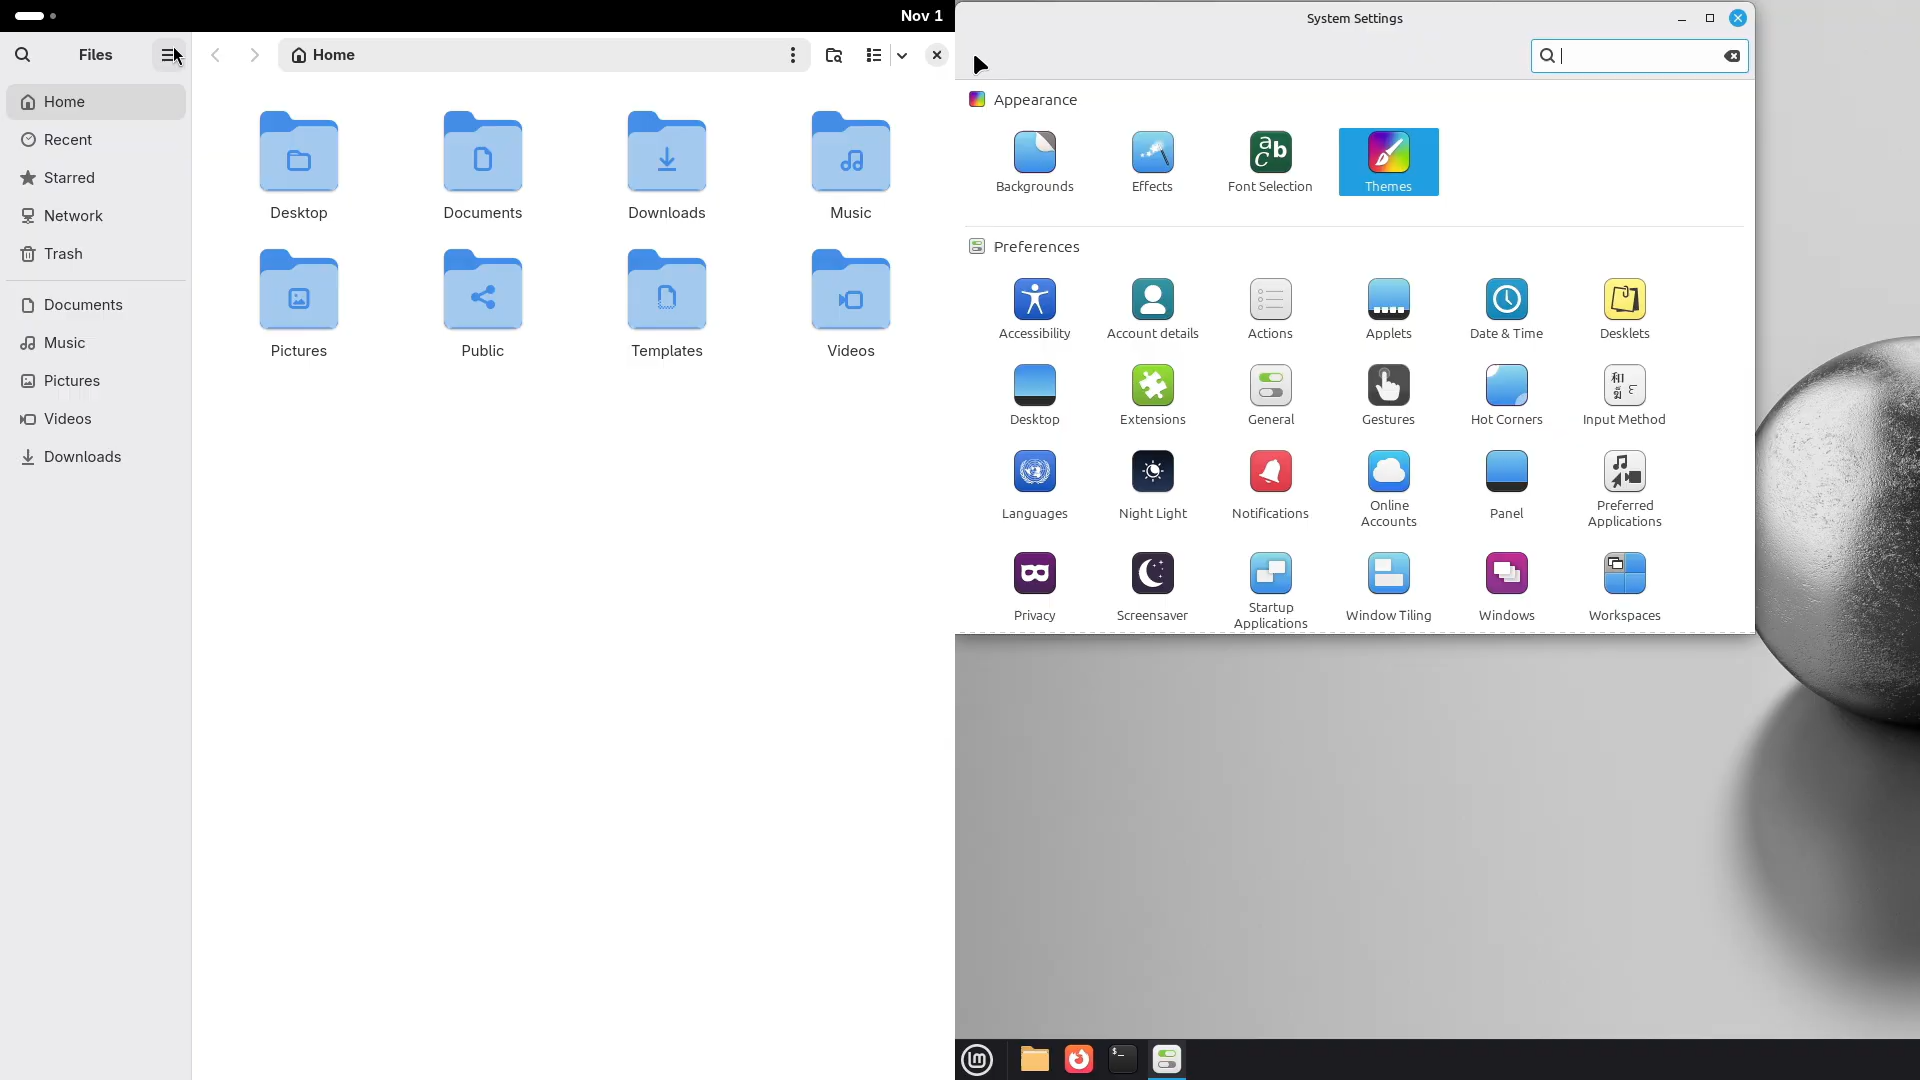 Nov 1
Files
Home
Home
Recent
Starred
Network
Trash
Documents
Music
Pictures
Videos
Downloads
Desktop
Documents
Downloads
Music
Pictures
Public
Templates
Videos
System Settings
Appearance
Backgrounds
Effects
Font Selection
Themes
Preferences
Accessibility
Account details
Actions
Applets
Date & Time
Desklets
Desktop
Extensions
General
Gestures
Hot Corners
Input Method
Languages
Night Light
Notifications
Online
Accounts
Panel
Preferred
Applications
Privacy
Screensaver
Startup
Applications
Window Tiling
Windows
Workspaces